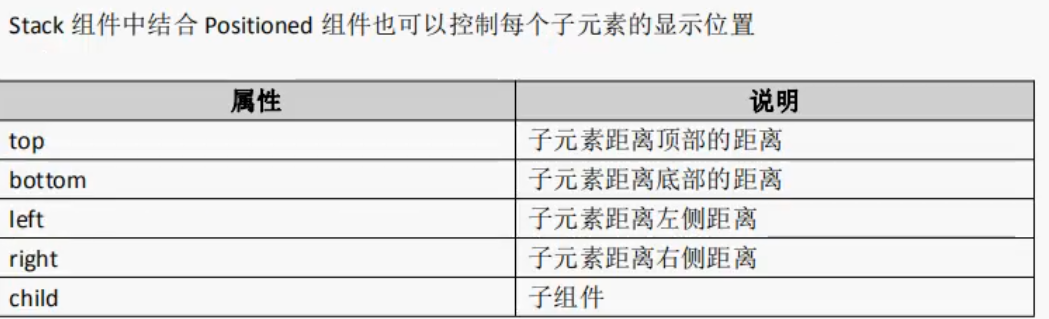 Stack 组件中结合 Positioned 组件也可以控制每个子元素的显示位置
属性 说明
top 子元素距离顶部的距离
bottom 子元素距离底部的距离
left 子元素距离左侧距离
right 子元素距离右侧距离
child 子组件